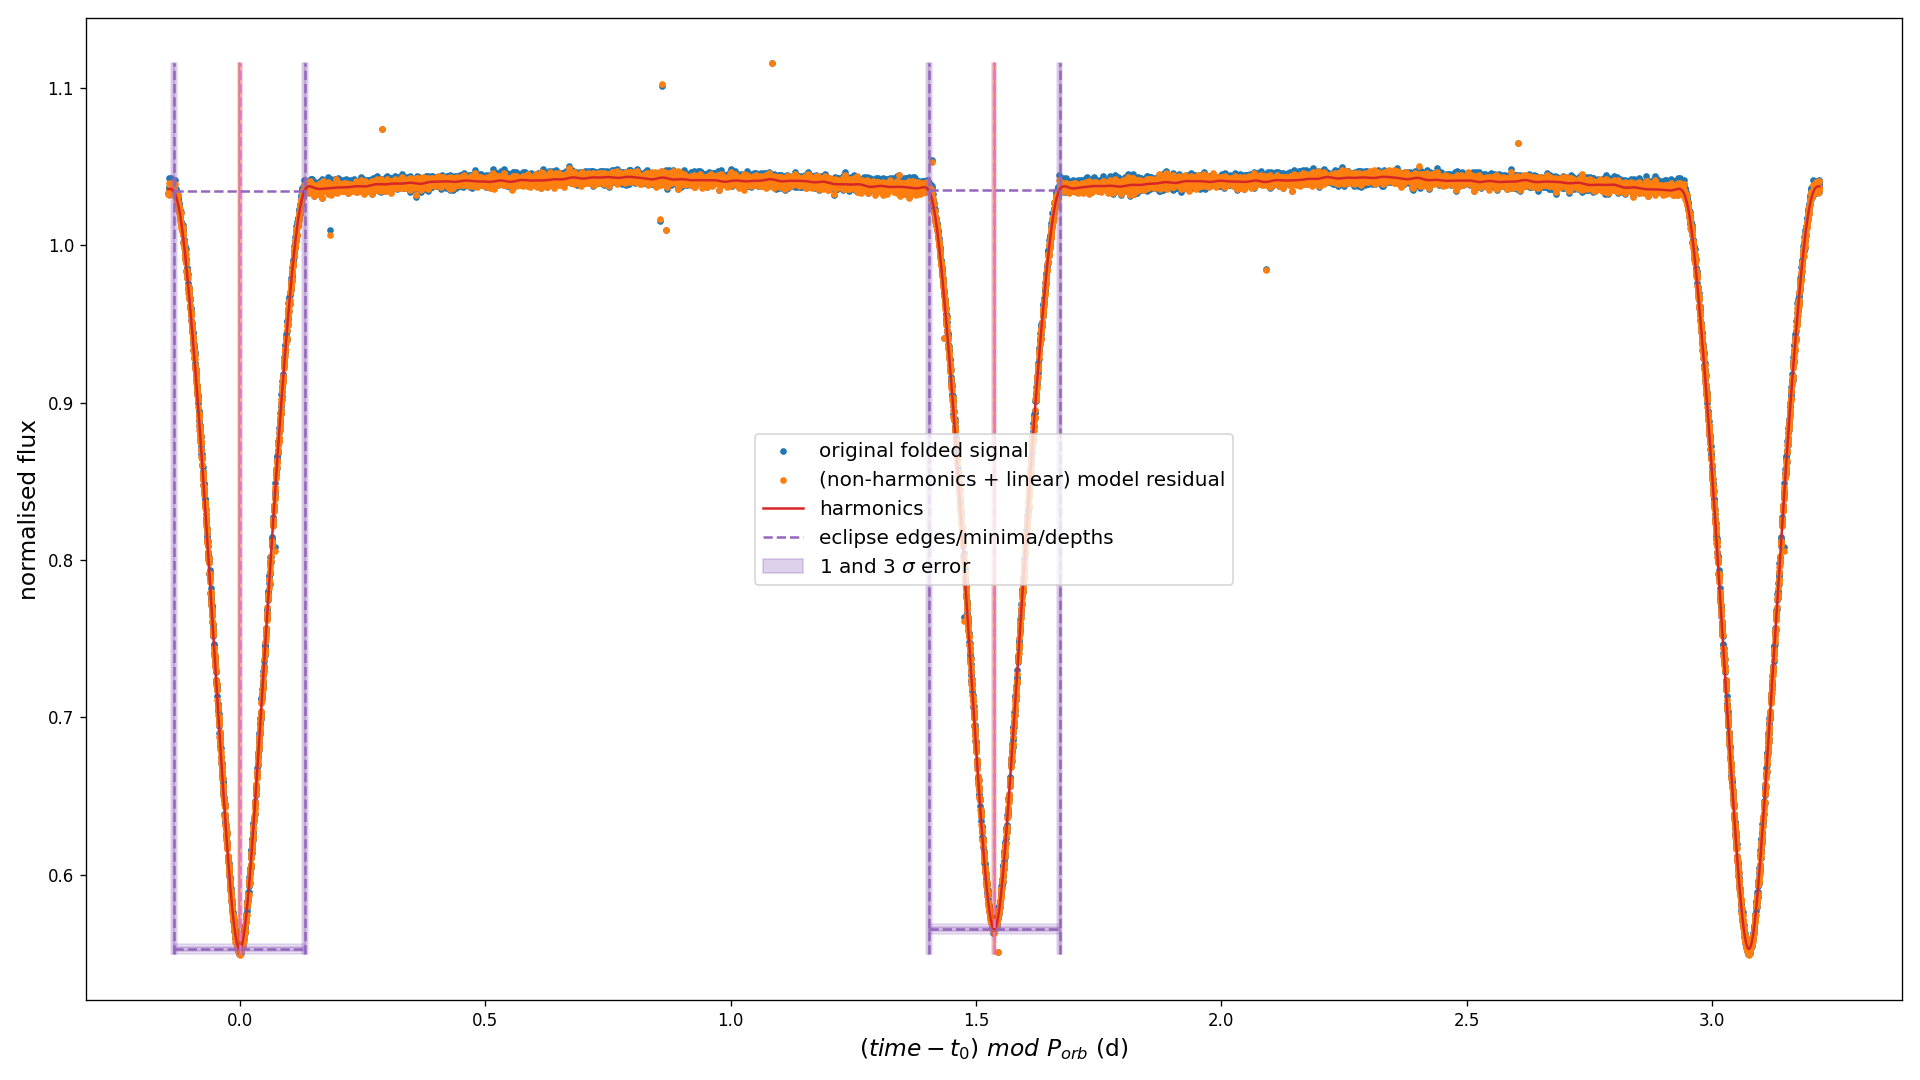 normalised flux
1.1
1.0
0.9
0.8
0.7
0.6
original folded signal
(non-harmonics + linear) model residual
harmonics
eclipse edges/minima/depths
1 and 3 σ error
0.0 0.5 1.0 1.5 2.0 2.5 3.0
(time − t₀) mod Pₒᵣb (d)